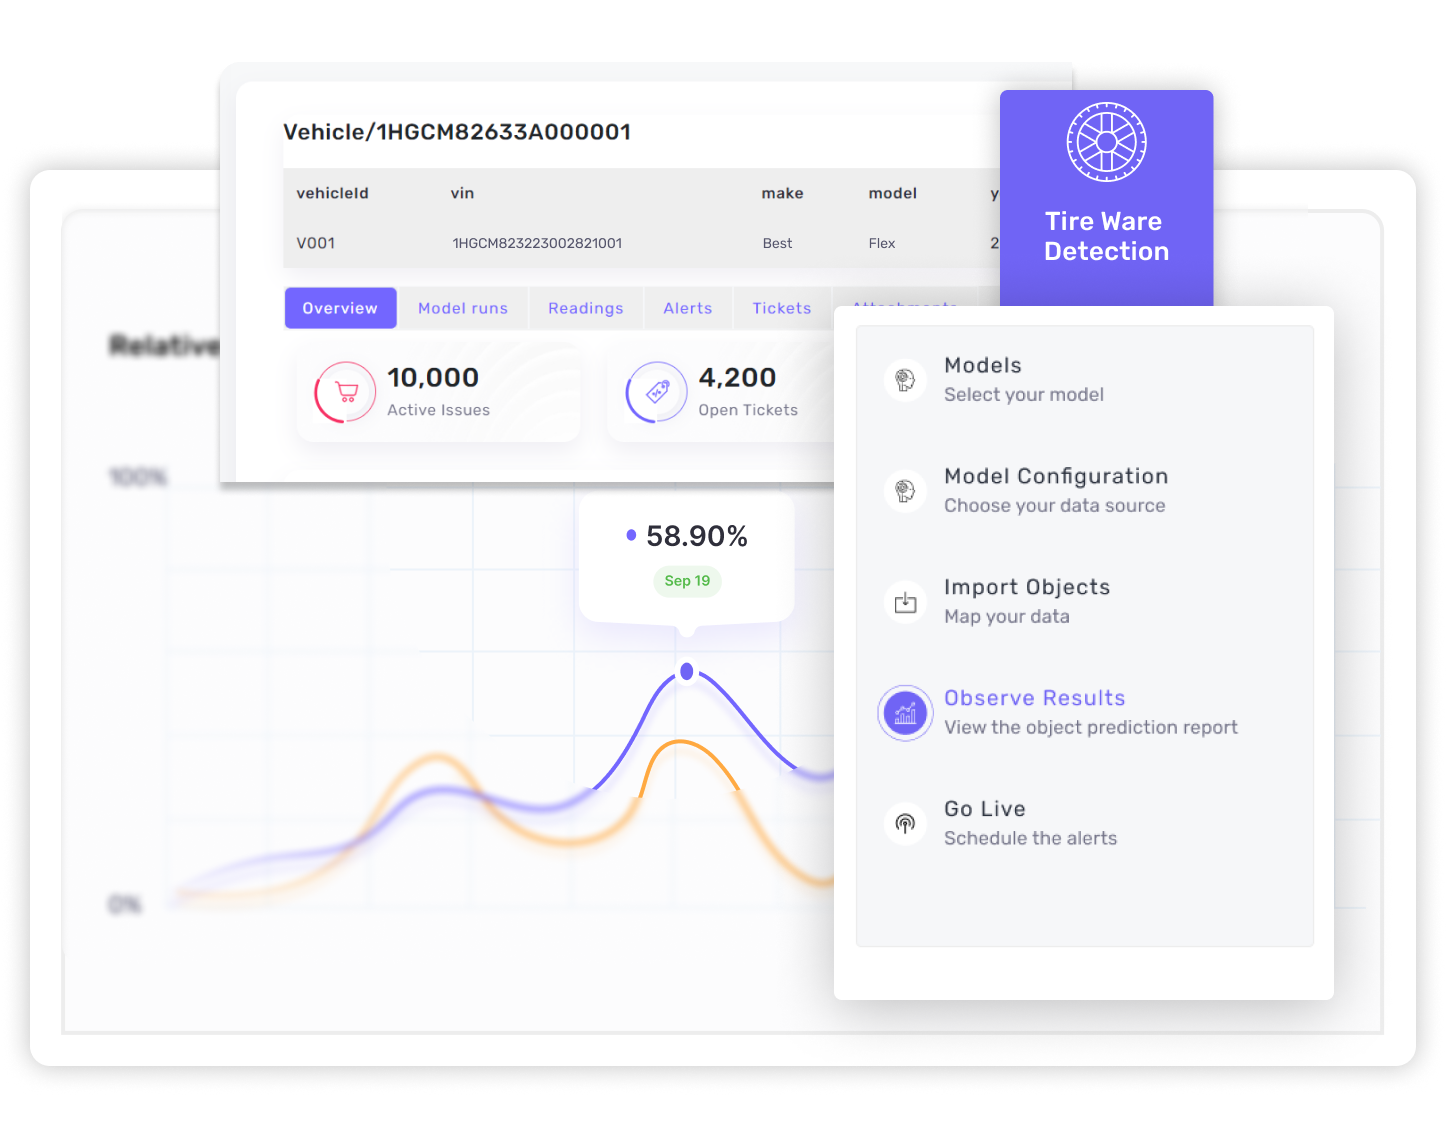 Vehicle/1HGCM82633A000001
vehicleId vin make model y
V001 1HGCM823223002821001 Best Flex 2
Overview Model runs Readings Alerts Tickets Attachments
10,000
Active Issues
4,200
Open Tickets
Tire Ware
Detection
Relative
100%
58.90%
Sep 19
0%
Models
Select your model
Model Configuration
Choose your data source
Import Objects
Map your data
Observe Results
View the object prediction report
Go Live
Schedule the alerts